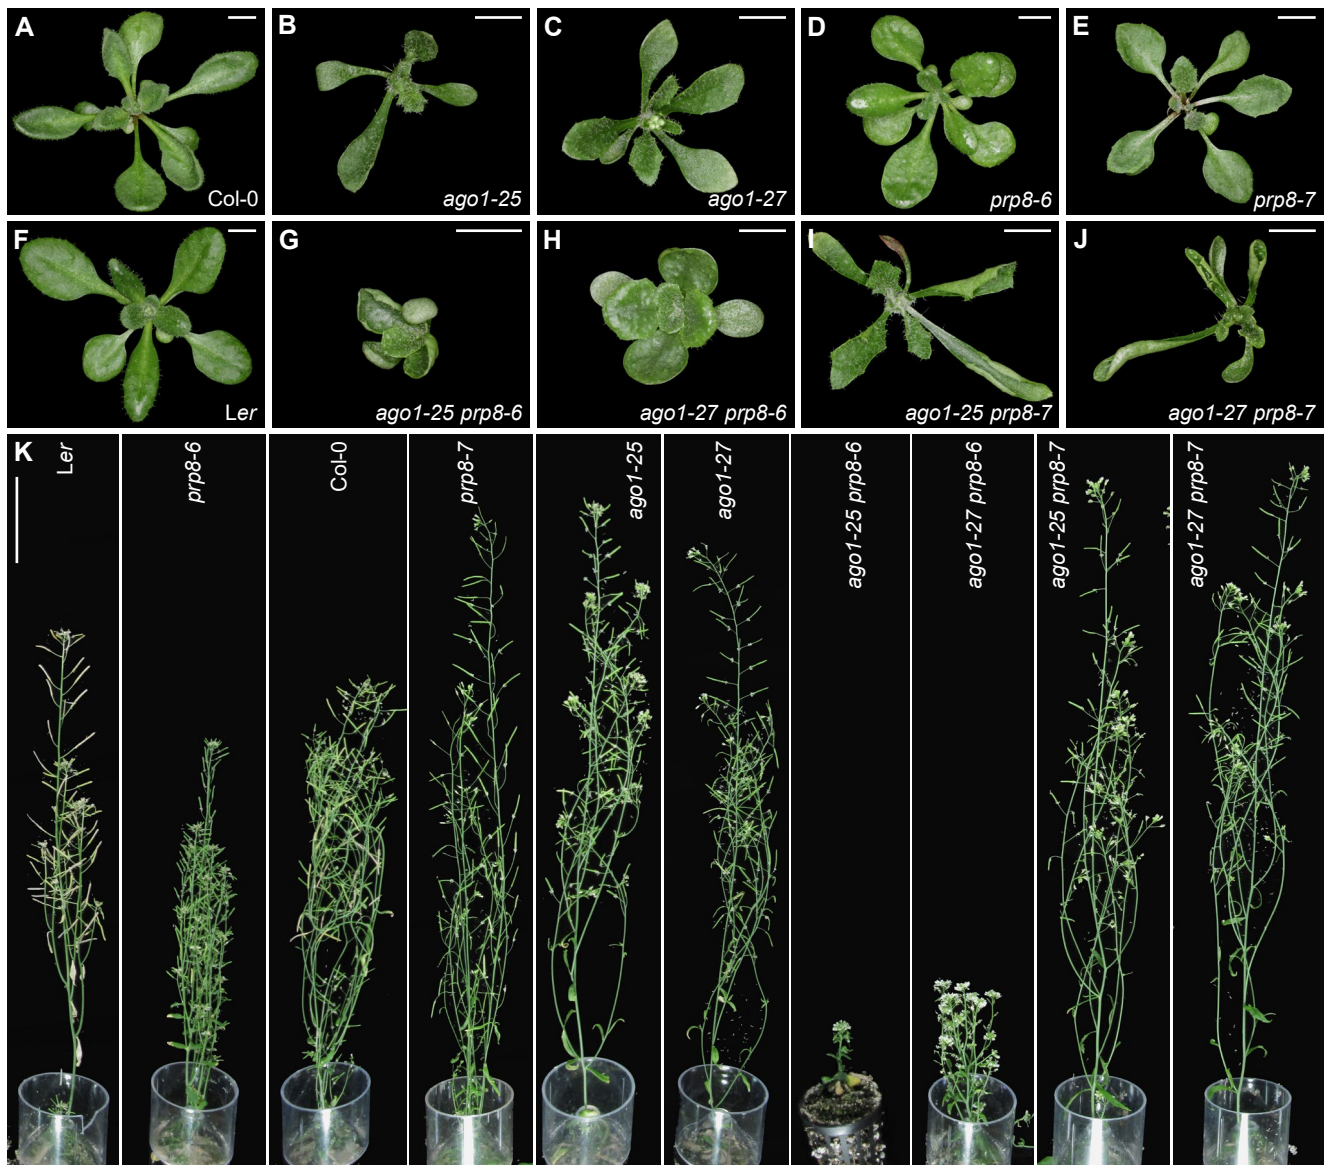 A
Col-0
B
ago1-25
C
ago1-27
D
prp8-6
E
prp8-7
F
Ler
G
ago1-25 prp8-6
H
ago1-27 prp8-6
I
ago1-25 prp8-7
J
ago1-27 prp8-7
K
Ler
prp8-6
Col-0
prp8-7
ago1-25
ago1-27
ago1-25 prp8-6
ago1-27 prp8-6
ago1-25 prp8-7
ago1-27 prp8-7